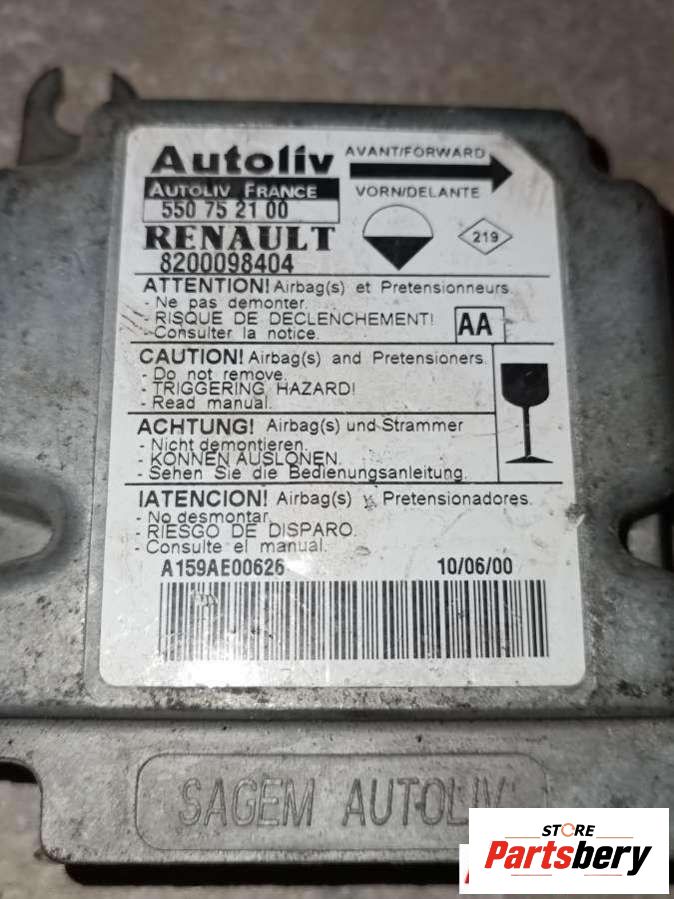 Autoliv
AVANT/FORWARD
AUTOLIV FRANCE
VORN/DELANTE
550 75 2 1 00
RENAULT
219
8200098404
ATTENTION! Airbag(s) et Pretensionneurs.
- Ne pas demonter.
- RISQUE DE DECLENCHEMENT!
- Consulter la notice.
AA
CAUTION! Airbag(s) and Pretensioners.
- Do not remove.
- TRIGGERING HAZARD!
- Read manual.
ACHTUNG! Airbag(s) und Strammer
- Nicht demontieren.
- KONNEN AUSLONEN.
- Sehen Sie die Bedienungsanleitung.
!ATENCION! Airbag(s) y Pretensionadores.
- No desmontar.
- RIESGO DE DISPARO.
- Consulte el manual.
A159AE00626
10/06/00
SAGEM AUTOLIV
STORE
Partsbery